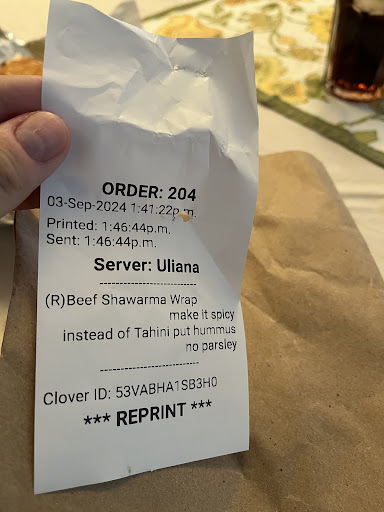 ORDER: 204
03-Sep-2024 1:41:22p.m.
Printed: 1:46:44p.m.
Sent: 1:46:44p.m.
Server: Uliana
(R)Beef Shawarma Wrap
make it spicy
instead of Tahini put hummus
no parsley
Clover ID: 53VABHA1SB3H0
*** REPRINT ***